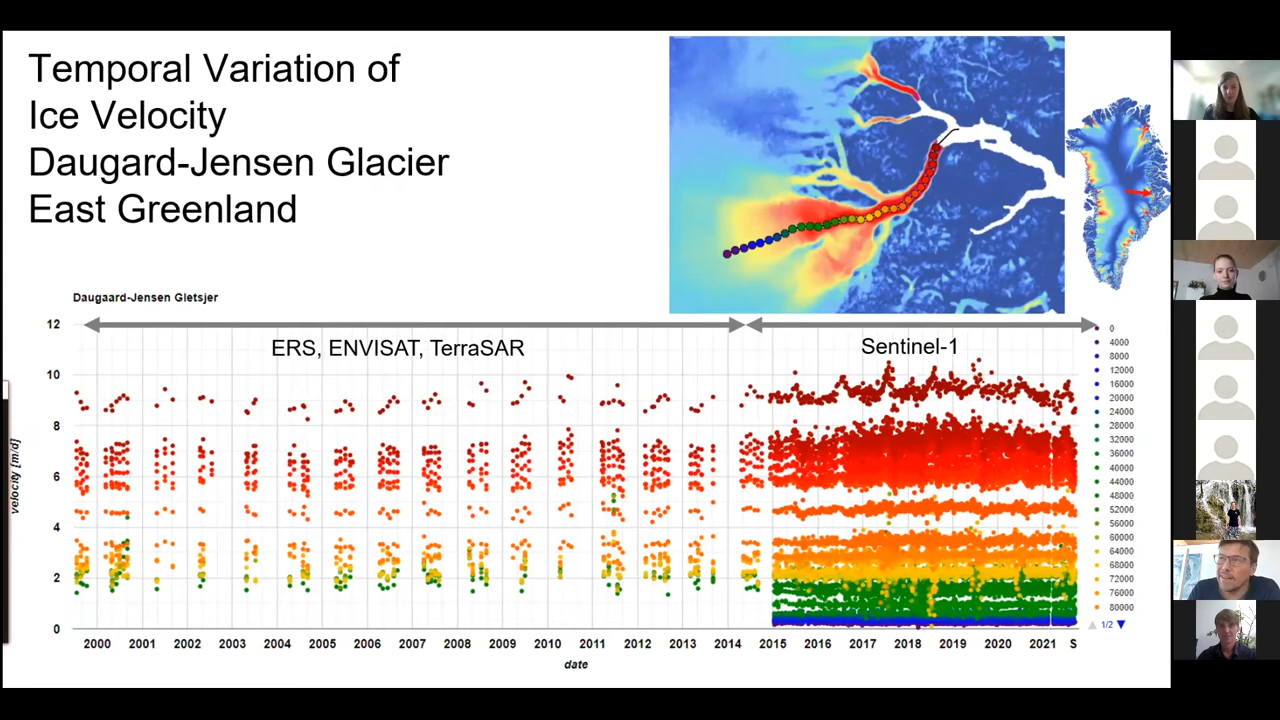 Temporal Variation of
Ice Velocity
Daugard-Jensen Glacier
East Greenland
Daugaard-Jensen Gletsjer
ERS, ENVISAT, TerraSAR
Sentinel-1
velocity [m/d]
12
10
8
6
4
2
0
2000 2001 2002 2003 2004 2005 2006 2007 2008 2009 2010 2011 2012 2013 2014 2015 2016 2017 2018 2019 2020 2021 S
date
0
4000
8000
12000
16000
20000
24000
28000
32000
36000
40000
44000
48000
52000
56000
60000
64000
68000
72000
76000
80000
1/2